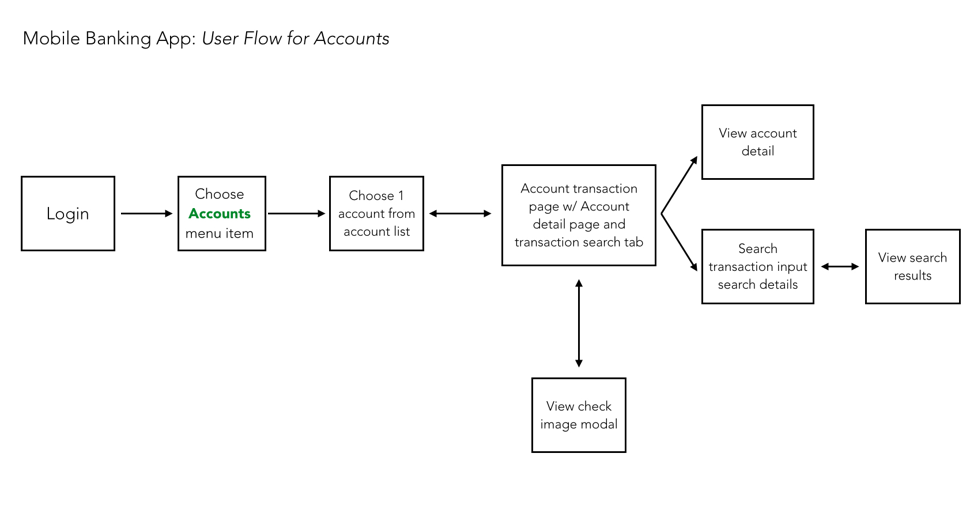 Mobile Banking App: User Flow for Accounts
Login
Choose
Accounts
menu item
Choose 1
account from
account list
Account transaction
page w/ Account
detail page and
transaction search tab
View account
detail
Search
transaction input
search details
View search
results
View check
image modal